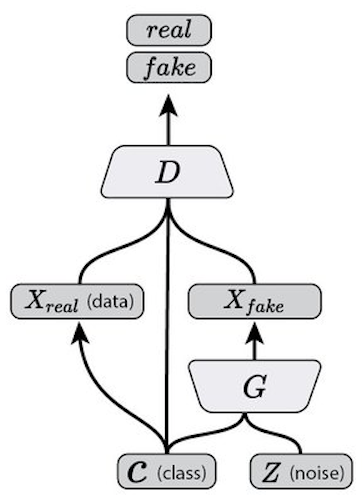 real
fake
D
X_real (data)
X_fake
G
C (class)
Z (noise)